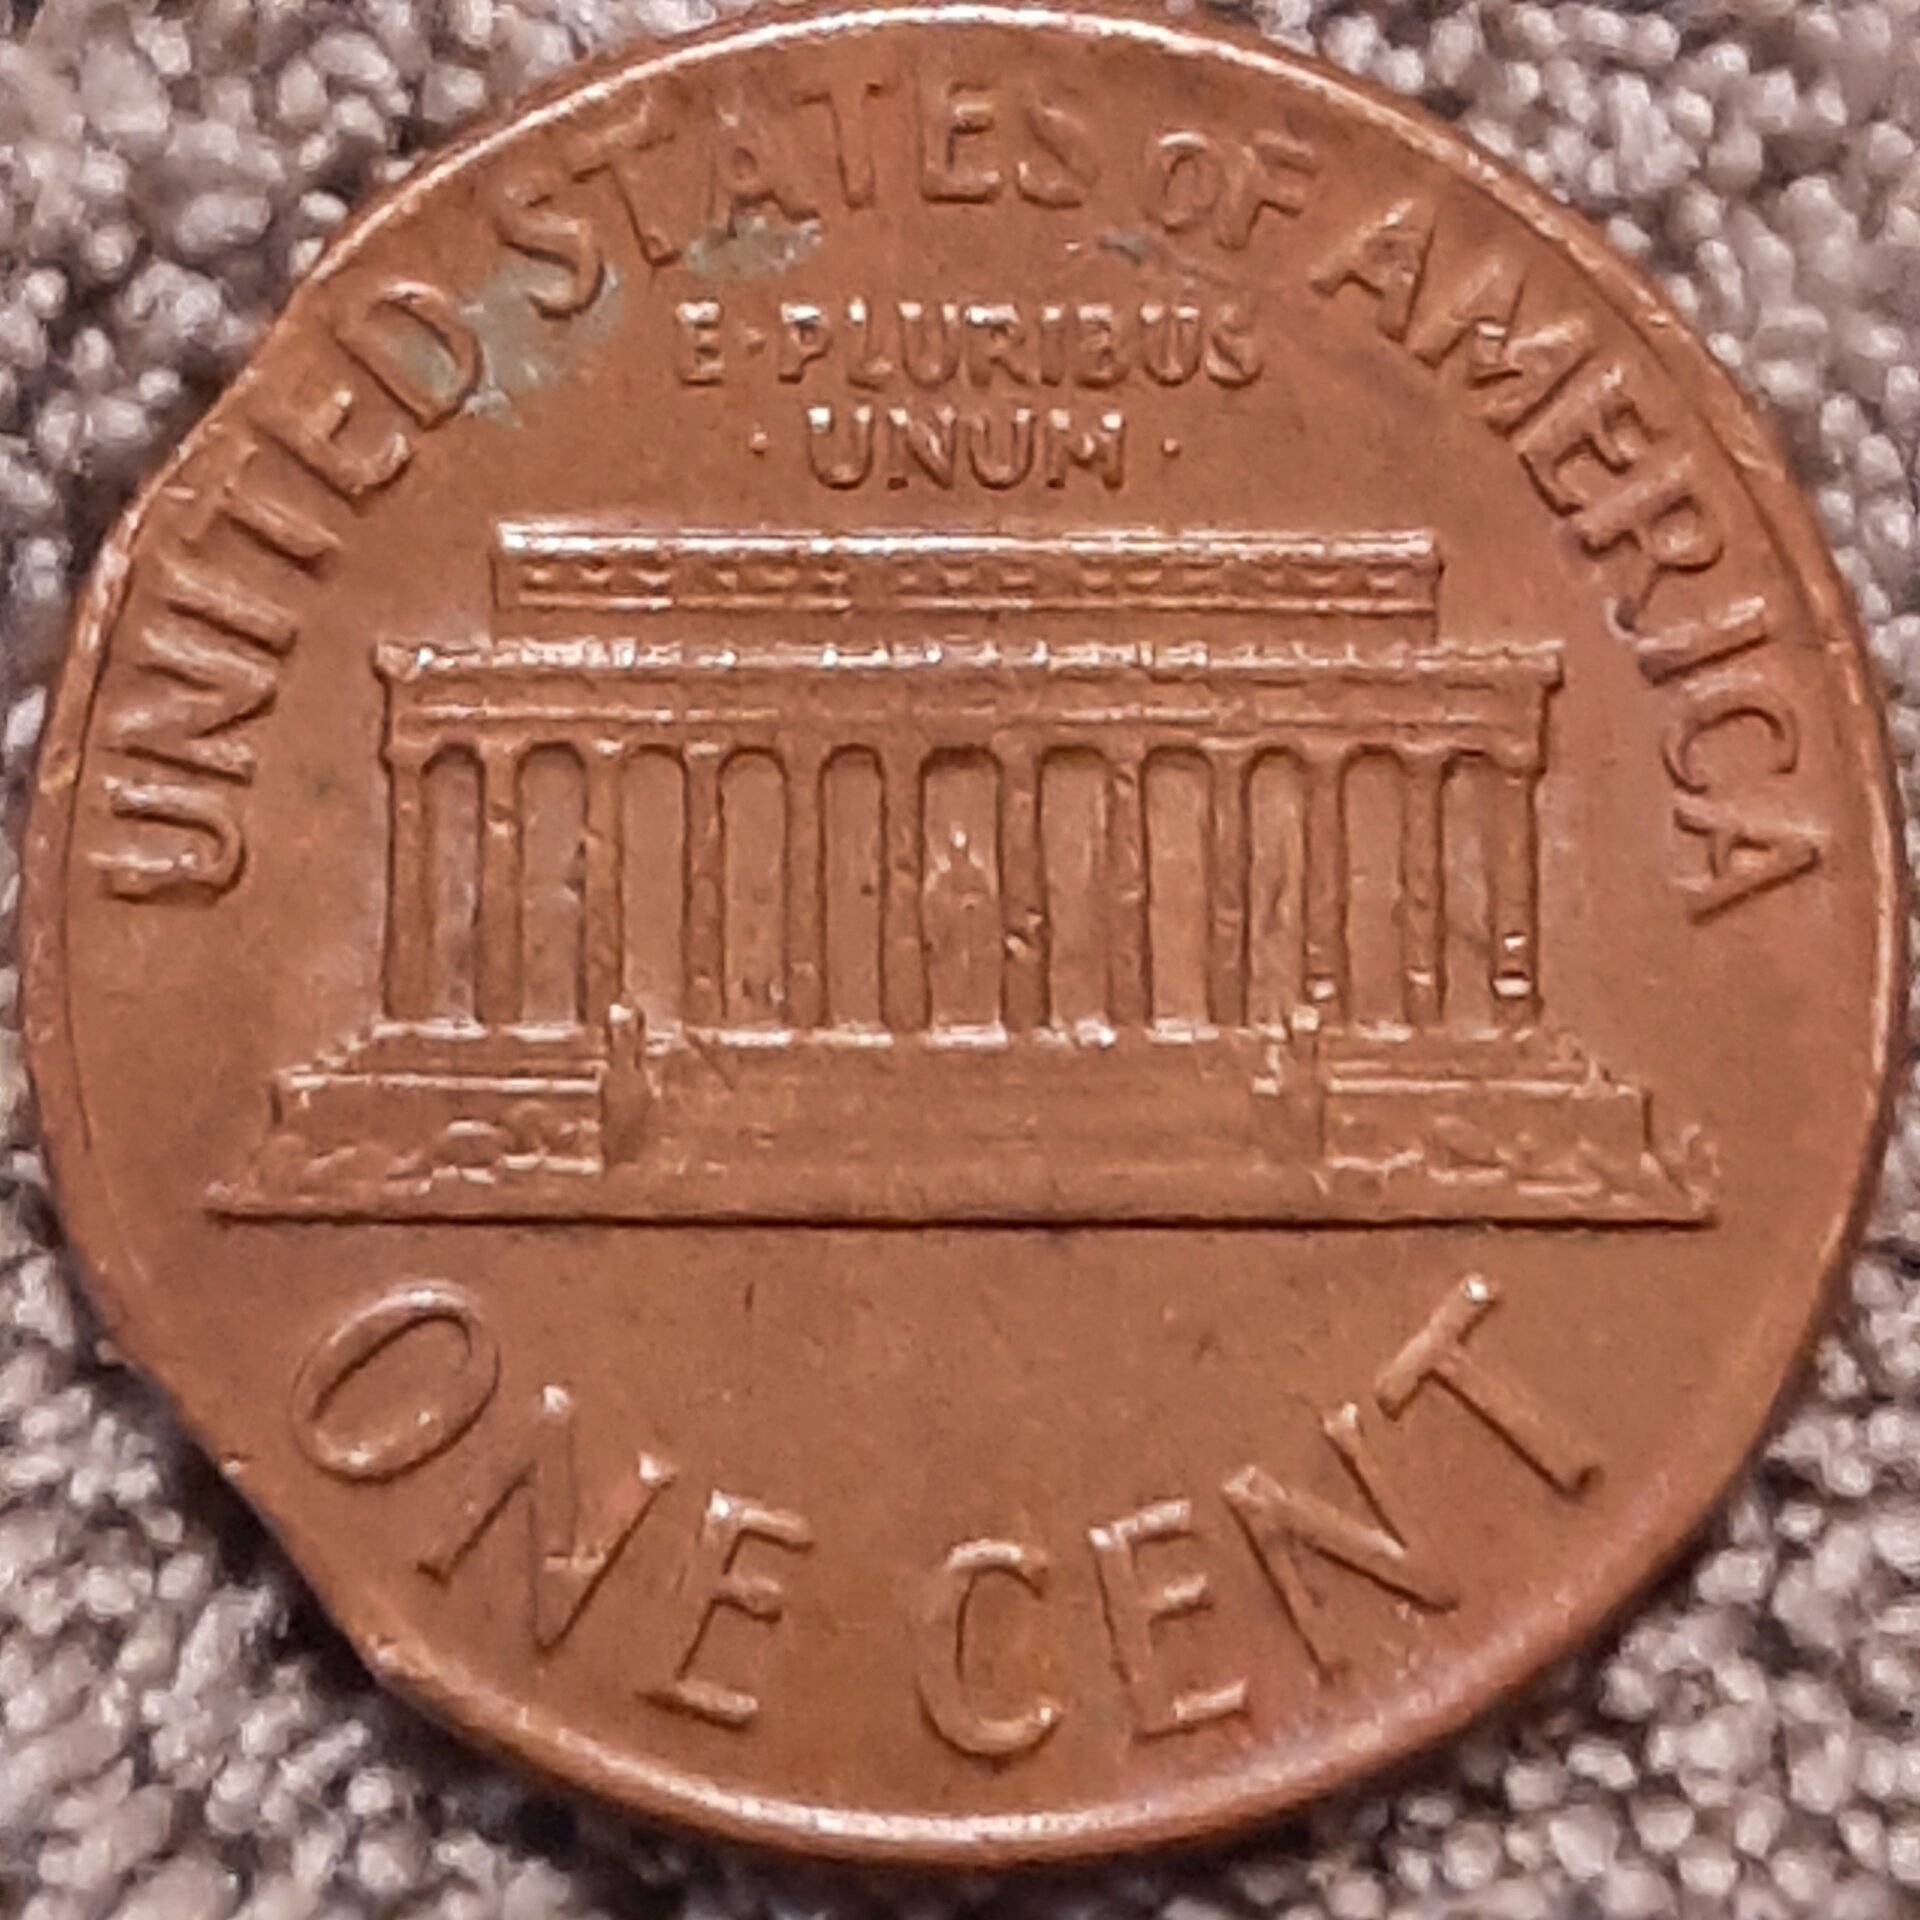 UNITED STATES OF AMERICA
E·PLURIBUS
· UNUM ·
ONE CENT